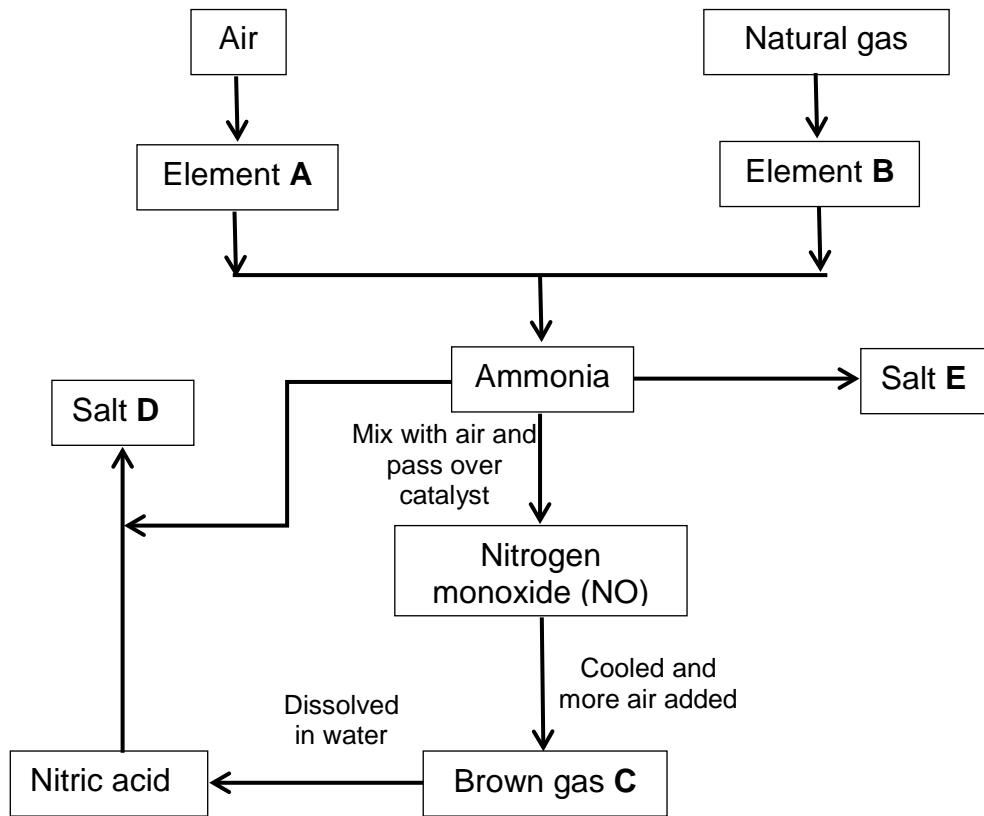 Air
Natural gas
Element A
Element B
Ammonia
Salt E
Salt D
Mix with air and
pass over
catalyst
Nitrogen
monoxide (NO)
Cooled and
more air added
Dissolved
in water
Nitric acid
Brown gas C